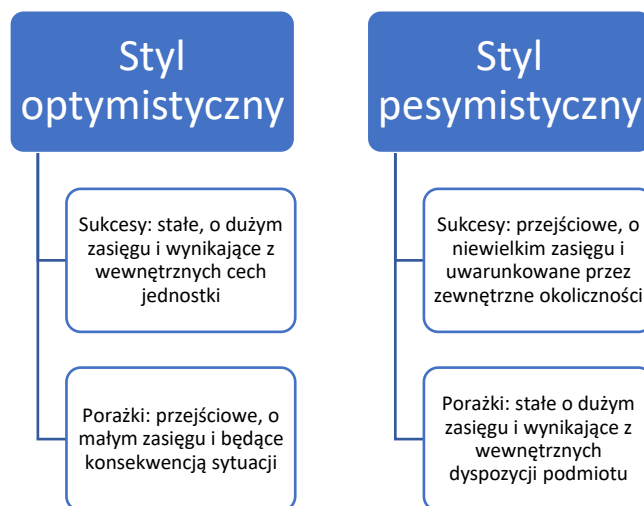 Styl
optymistyczny
Sukcesy: stałe, o dużym
zasięgu i wynikające z
wewnętrznych cech
jednostki
Porażki: przejściowe, o
małym zasięgu i będące
konsekwencją sytuacji
Styl
pesymistyczny
Sukcesy: przejściowe, o
niewielkim zasięgu i
uwarunkowane przez
zewnętrzne okoliczności
Porażki: stałe o dużym
zasięgu i wynikające z
wewnętrznych
dyspozycji podmiotu